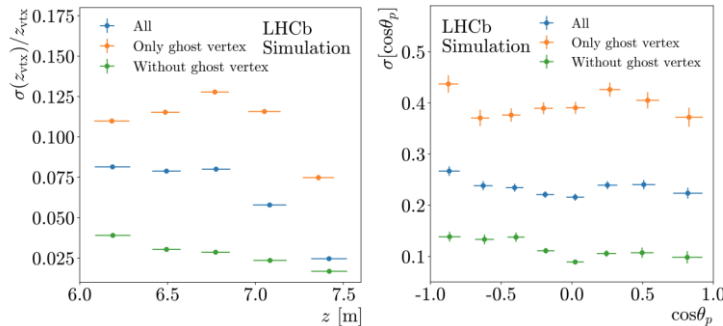 0.175
0.150
0.125
0.100
0.075
0.050
0.025
σ(z_vtx)/z_vtx
All
Only ghost vertex
Without ghost vertex
LHCb
Simulation
6.0 6.5 7.0 7.5
z [m]
0.5
0.4
0.3
0.2
0.1
σ[cosθ_p]
LHCb
Simulation
All
Only ghost vertex
Without ghost vertex
-1.0 -0.5 0.0 0.5 1.0
cosθ_p